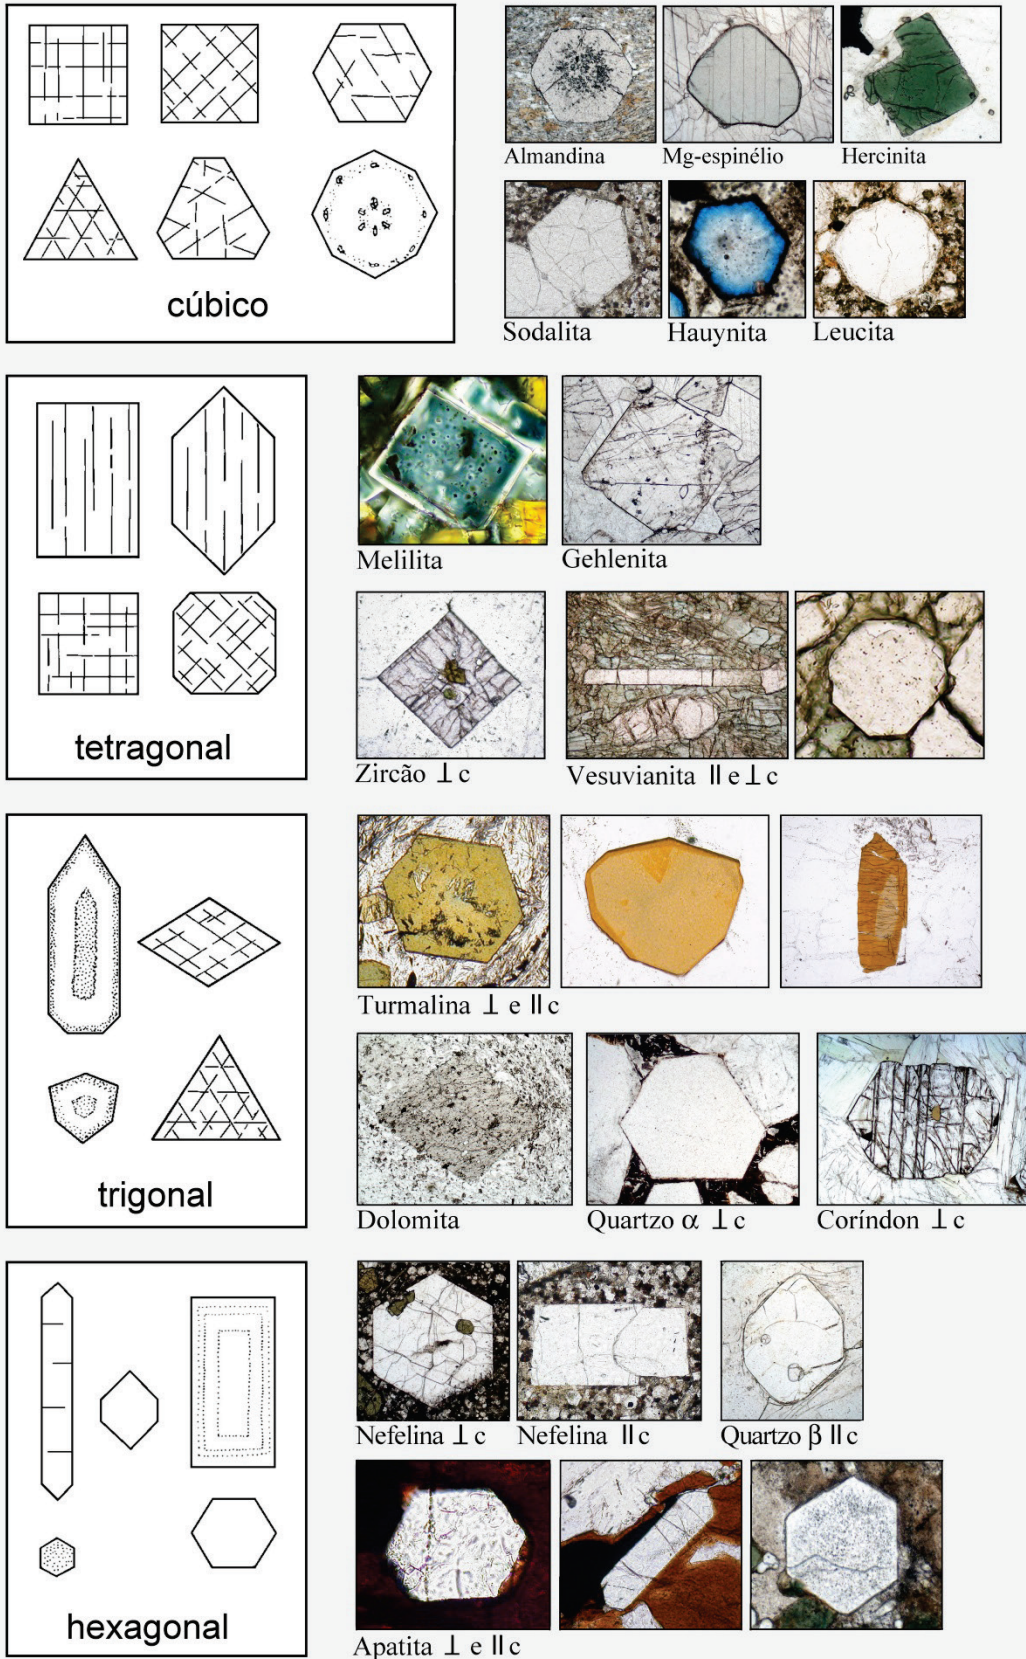 cúbico
Almandina
Mg-espinélio
Hercinita
Sodalita
Hauynita
Leucita
tetragonal
Melilita
Gehlenita
Zircão ⊥ c
Vesuvianita || e ⊥ c
trigonal
Turmalina ⊥ e || c
Dolomita
Quartzo α ⊥ c
Coríndon ⊥ c
hexagonal
Nefelina ⊥ c
Nefelina || c
Quartzo β || c
Apatita ⊥ e || c